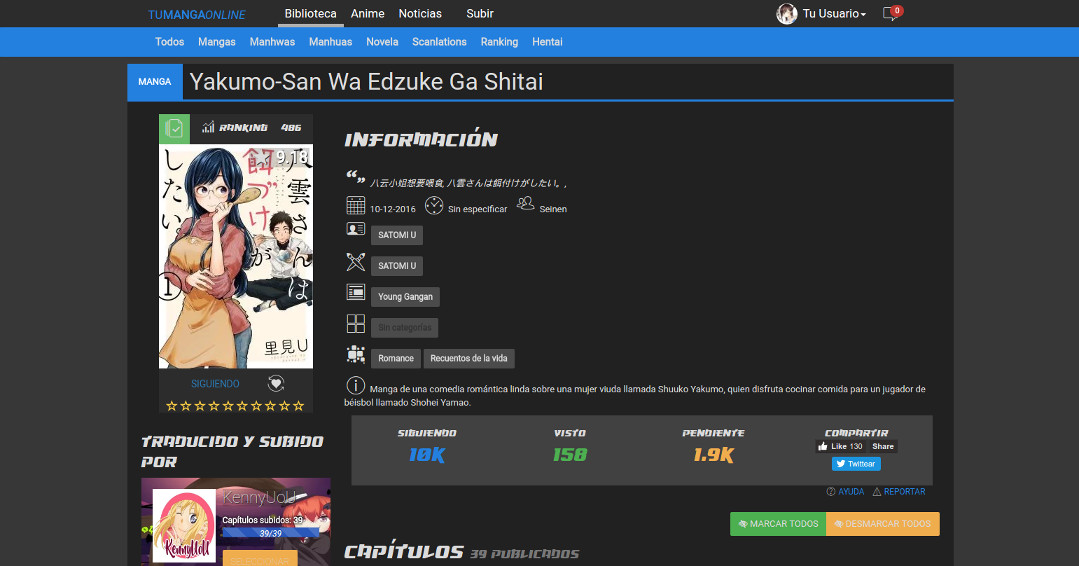 TUMANGAONLINE Biblioteca Anime Noticias Subir Tu Usuario 0
Todos Mangas Manhwas Manhuas Novela Scanlations Ranking Hentai
MANGA Yakumo-San Wa Edzuke Ga Shitai
RANKING 486
9.18
八雲さんは
餌づけが
したい。
1
里見U
SIGUIENDO
TRADUCIDO Y SUBIDO
POR
KennyUoU
Capítulos subidos: 39
39/39
KennyUoU
INFORMACIÓN
八云小姐想要喂食, 八雲さんは餌付けがしたい。,
10-12-2016 Sin especificar Seinen
SATOMI U
SATOMI U
Young Gangan
Sin categorías
Romance Recuentos de la vida
Manga de una comedia romántica linda sobre una mujer viuda llamada Shuuko Yakumo, quien disfruta cocinar comida para un jugador de
béisbol llamado Shohei Yamao.
SIGUIENDO VISTO PENDIENTE COMPARTIR
10K 158 1.9K
Like 130 Share
Twittear
AYUDA REPORTAR
MARCAR TODOS DESMARCAR TODOS
CAPÍTULOS 39 PUBLICADOS